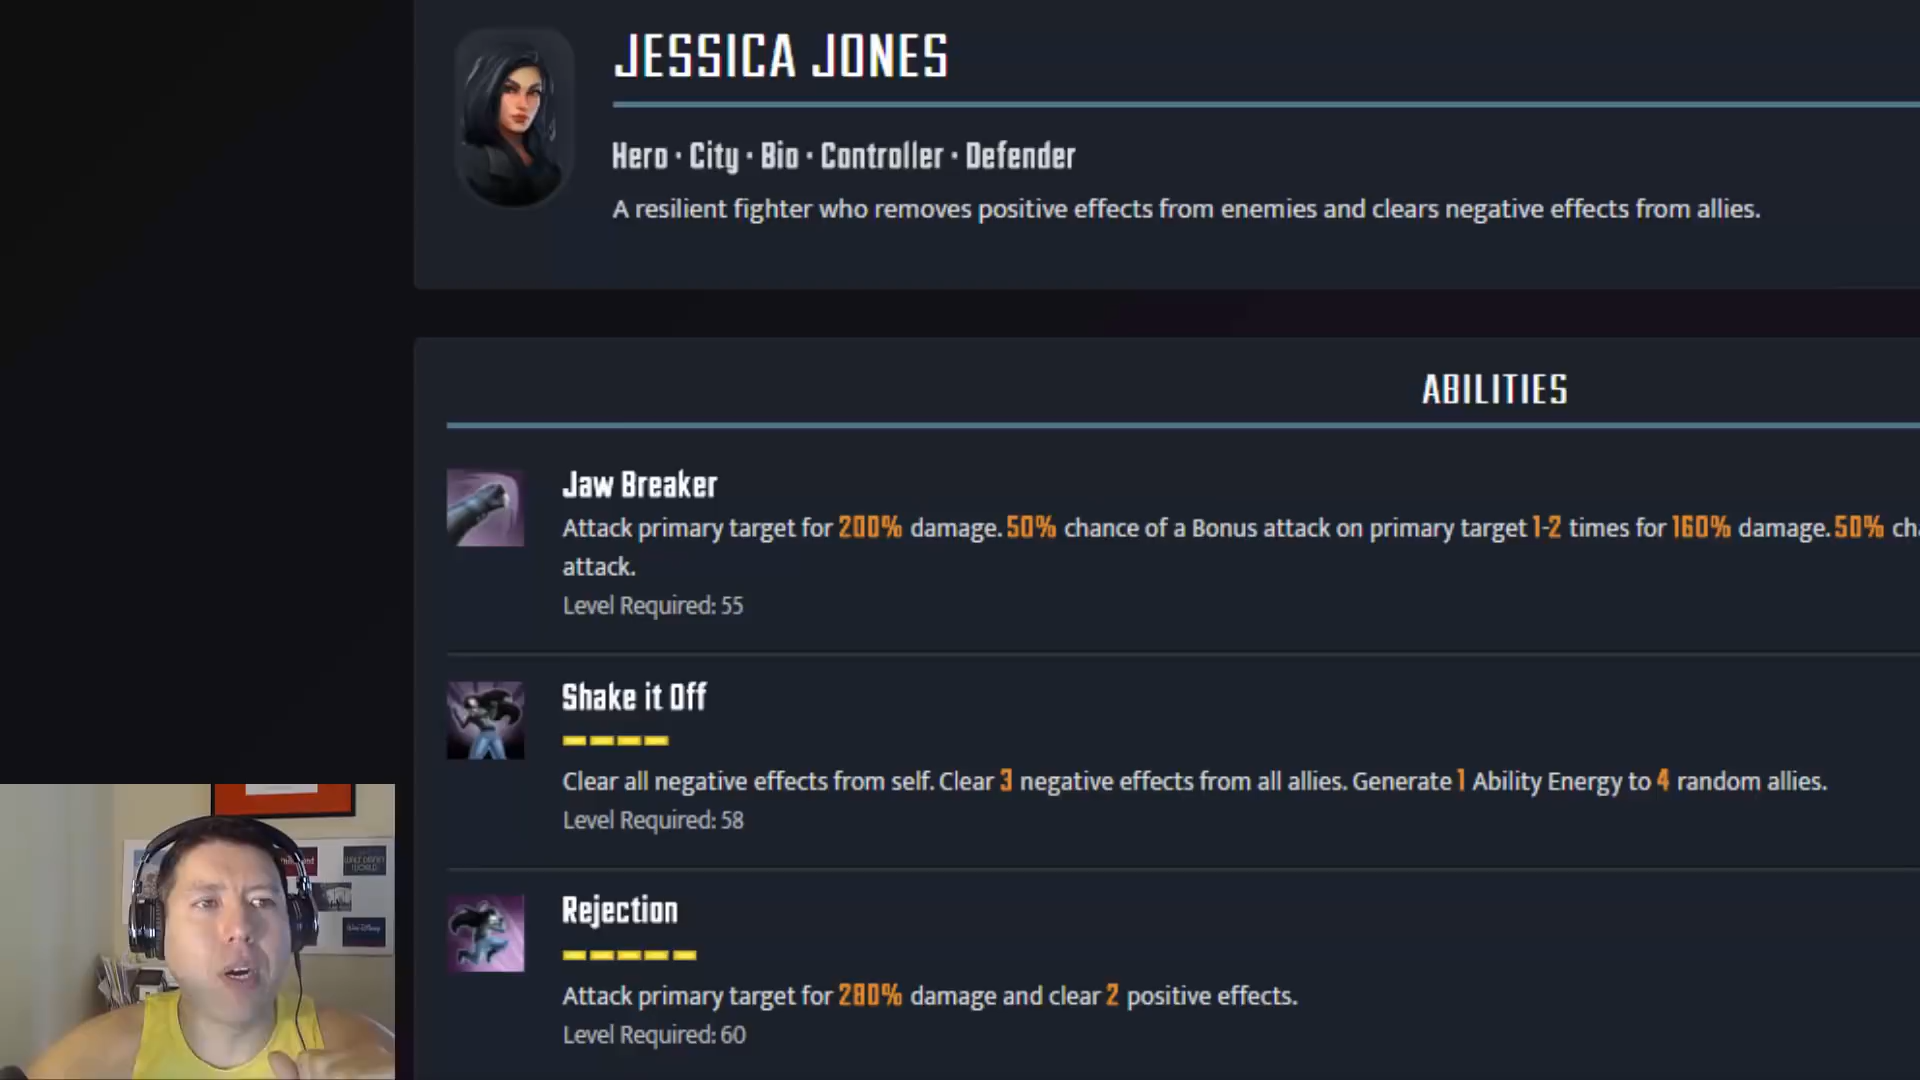 JESSICA JONES
Hero · City · Bio · Controller · Defender
A resilient fighter who removes positive effects from enemies and clears negative effects from allies.
ABILITIES
Jaw Breaker
Attack primary target for 200% damage. 50% chance of a Bonus attack on primary target 1-2 times for 160% damage. 50% cha
attack.
Level Required: 55
Shake it Off
Clear all negative effects from self. Clear 3 negative effects from all allies. Generate 1 Ability Energy to 4 random allies.
Level Required: 58
Rejection
Attack primary target for 280% damage and clear 2 positive effects.
Level Required: 60
WALT DISNEY
WORLD